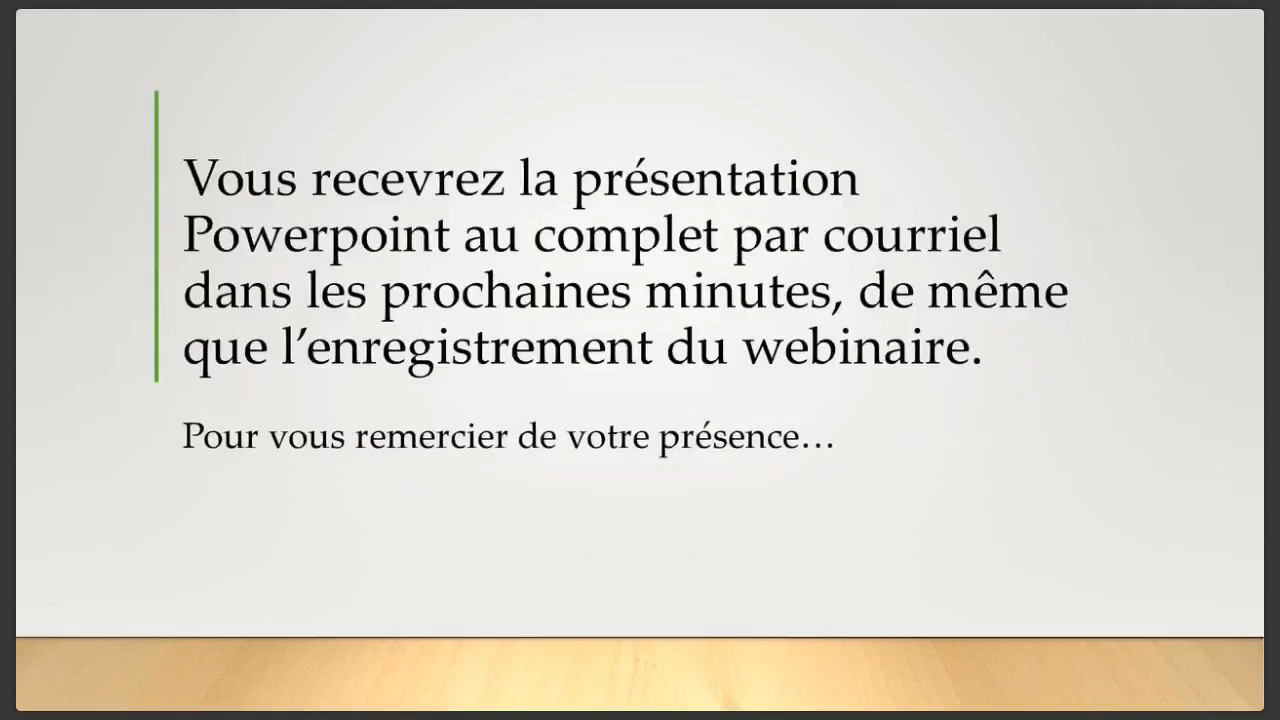 Vous recevrez la présentation
Powerpoint au complet par courriel
dans les prochaines minutes, de même
que l’enregistrement du webinaire.
Pour vous remercier de votre présence…